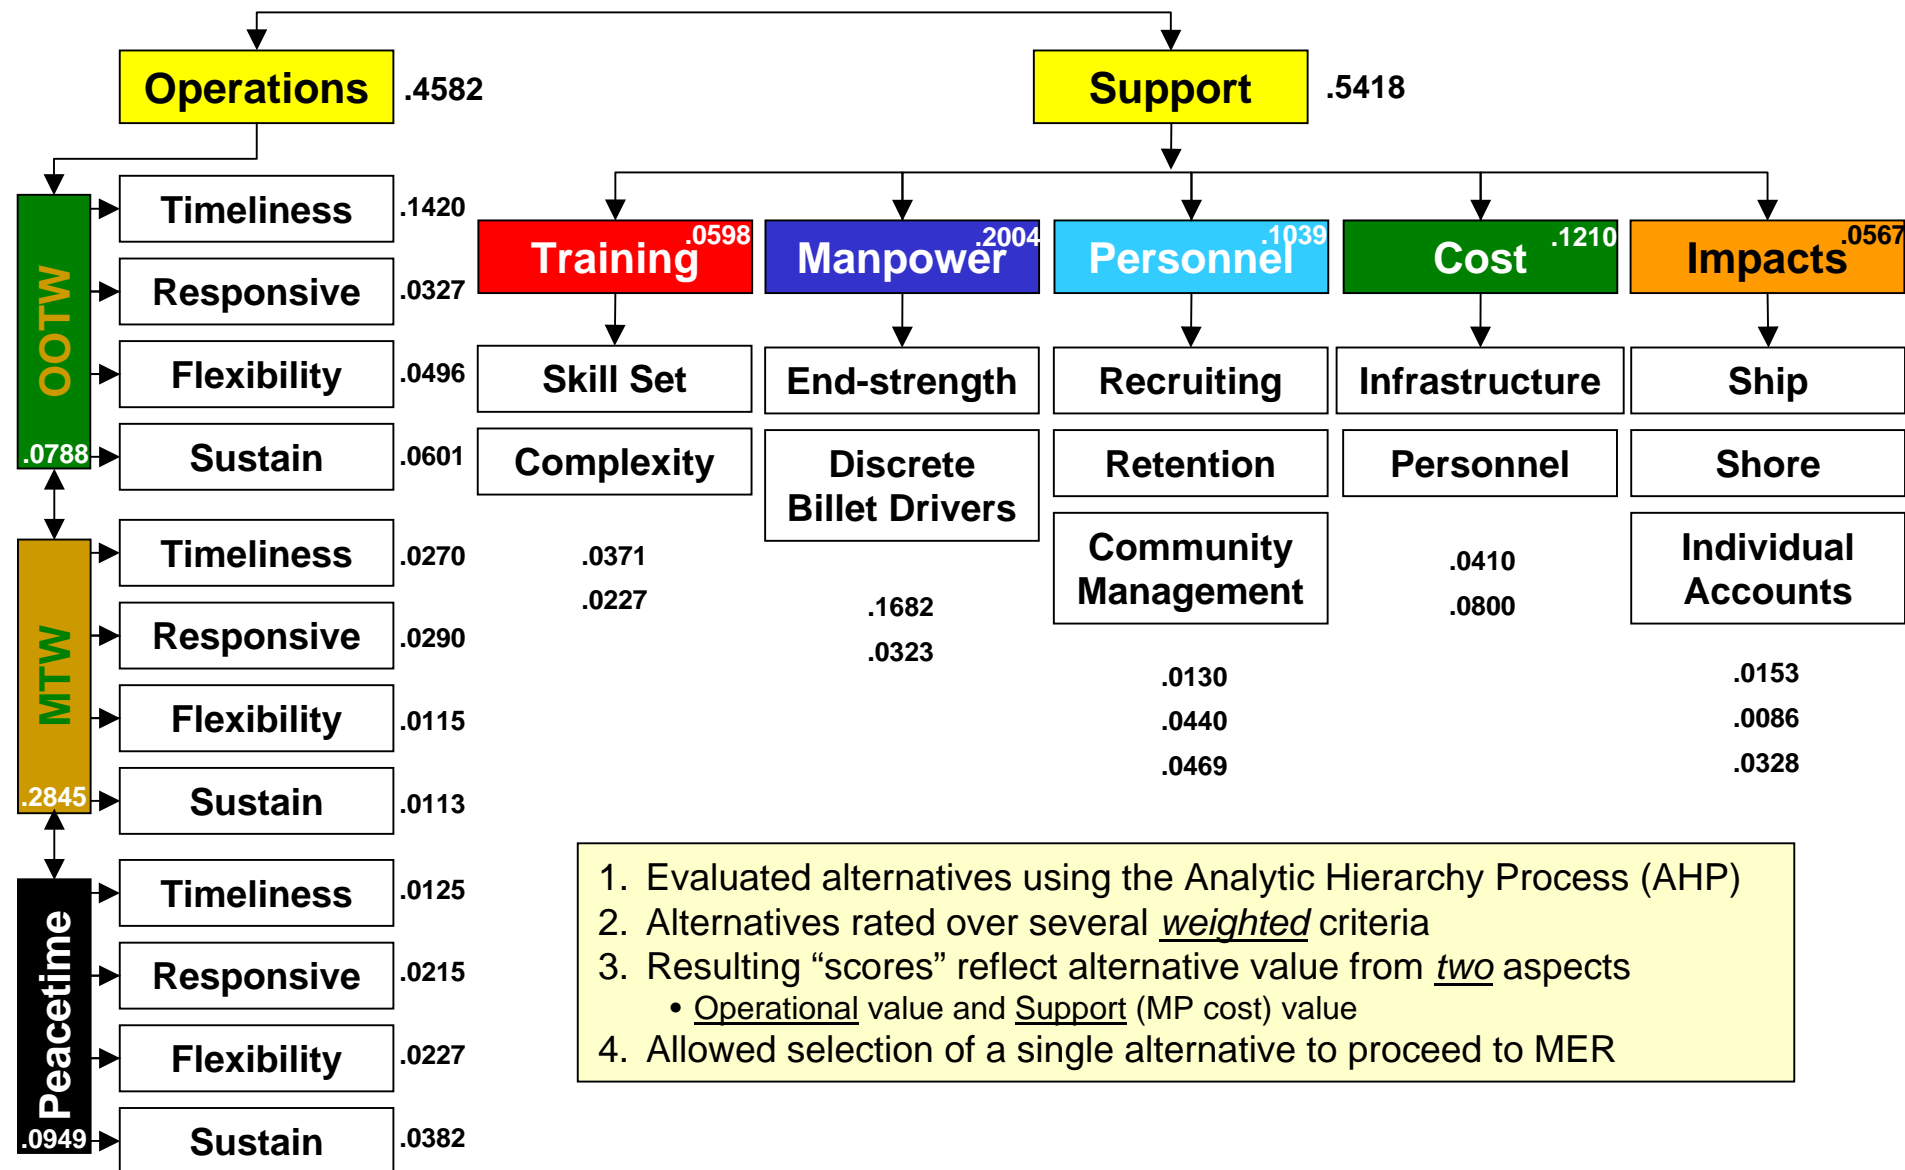 Operations .4582
Support .5418
OOTW
.0788
Timeliness .1420
Responsive .0327
Flexibility .0496
Sustain .0601
MTW
.2845
Timeliness .0270
Responsive .0290
Flexibility .0115
Sustain .0113
Peacetime
.0949
Timeliness .0125
Responsive .0215
Flexibility .0227
Sustain .0382
Training .0598
Skill Set
Complexity
.0371
.0227
Manpower .2004
End-strength
Discrete
Billet Drivers
.1682
.0323
Personnel .1039
Recruiting
Retention
Community
Management
.0130
.0440
.0469
Cost .1210
Infrastructure
Personnel
.0410
.0800
Impacts .0567
Ship
Shore
Individual
Accounts
.0153
.0086
.0328
1. Evaluated alternatives using the Analytic Hierarchy Process (AHP)
2. Alternatives rated over several weighted criteria
3. Resulting “scores” reflect alternative value from two aspects
• Operational value and Support (MP cost) value
4. Allowed selection of a single alternative to proceed to MER